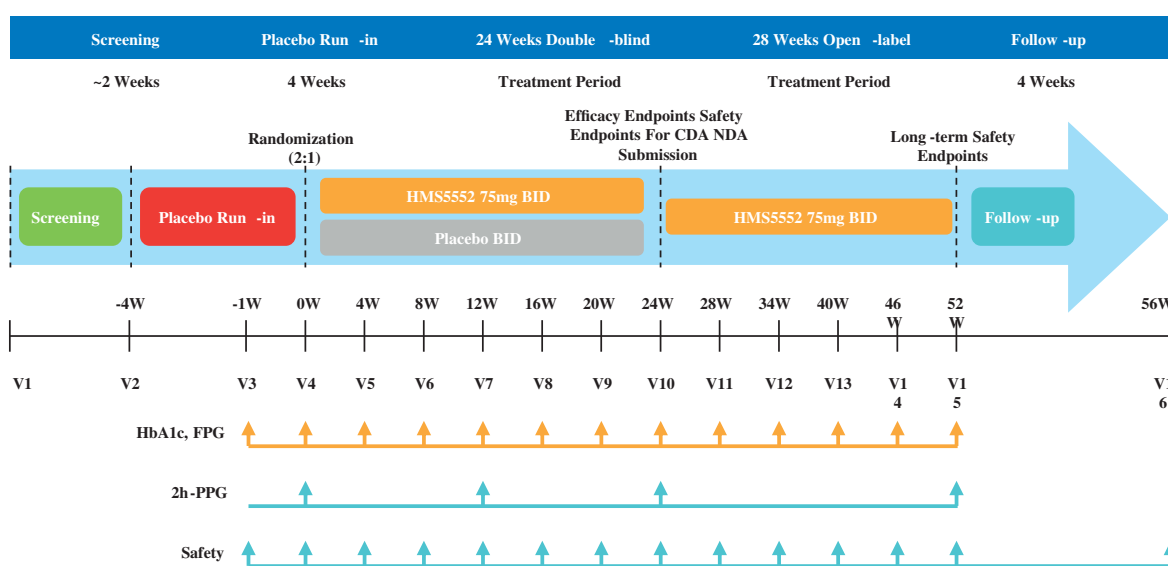 Screening Placebo Run -in 24 Weeks Double -blind 28 Weeks Open -label Follow -up
~2 Weeks 4 Weeks Treatment Period Treatment Period 4 Weeks
Efficacy Endpoints Safety
Endpoints For CDA NDA
Submission
Randomization
(2:1)
Long -term Safety
Endpoints
Screening
Placebo Run -in
HMS5552 75mg BID
Placebo BID
HMS5552 75mg BID
Follow -up
-4W -1W 0W 4W 8W 12W 16W 20W 24W 28W 34W 40W 46 52 56W
W W
V1 V2 V3 V4 V5 V6 V7 V8 V9 V10 V11 V12 V13 V1 V1 V1
4 5 6
HbA1c, FPG
2h-PPG
Safety